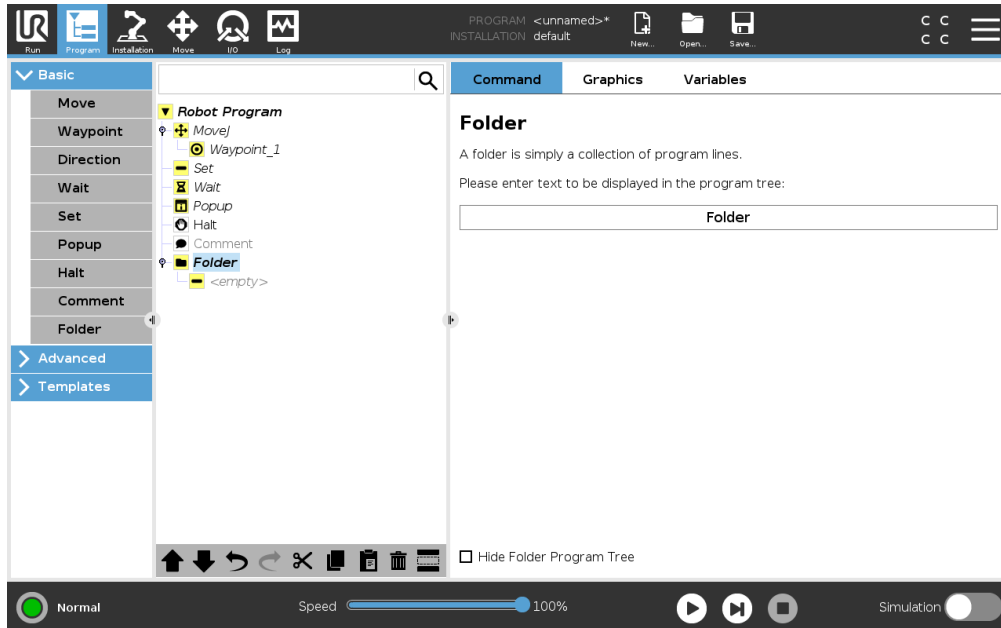 UR
Run
Program
Installation
Move
I/O
Log
PROGRAM <unnamed>*
INSTALLATION default
New...
Open...
Save...
C C
C C
Basic
Move
Waypoint
Direction
Wait
Set
Popup
Halt
Comment
Folder
Advanced
Templates
Robot Program
MoveJ
Waypoint_1
Set
Wait
Popup
Halt
Comment
Folder
<empty>
Command Graphics Variables
Folder
A folder is simply a collection of program lines.
Please enter text to be displayed in the program tree:
Folder
Hide Folder Program Tree
Normal
Speed 100%
Simulation